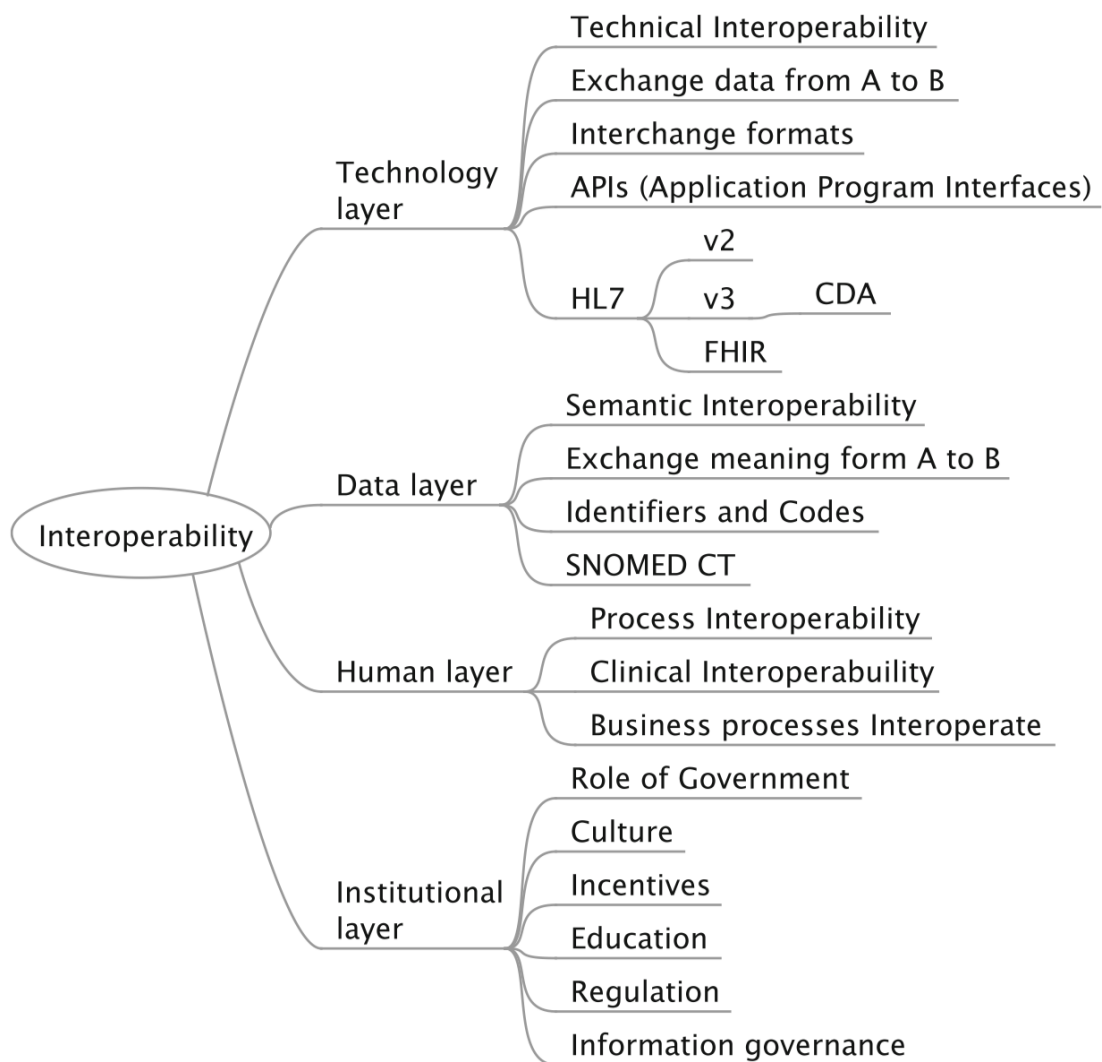 Technical Interoperability
Exchange data from A to B
Interchange formats
Technology
layer
APIs (Application Program Interfaces)
v2
HL7
v3
CDA
FHIR
Semantic Interoperability
Exchange meaning form A to B
Data layer
Identifiers and Codes
SNOMED CT
Interoperability
Process Interoperability
Human layer
Clinical Interoperabuility
Business processes Interoperate
Role of Government
Culture
Institutional
layer
Incentives
Education
Regulation
Information governance